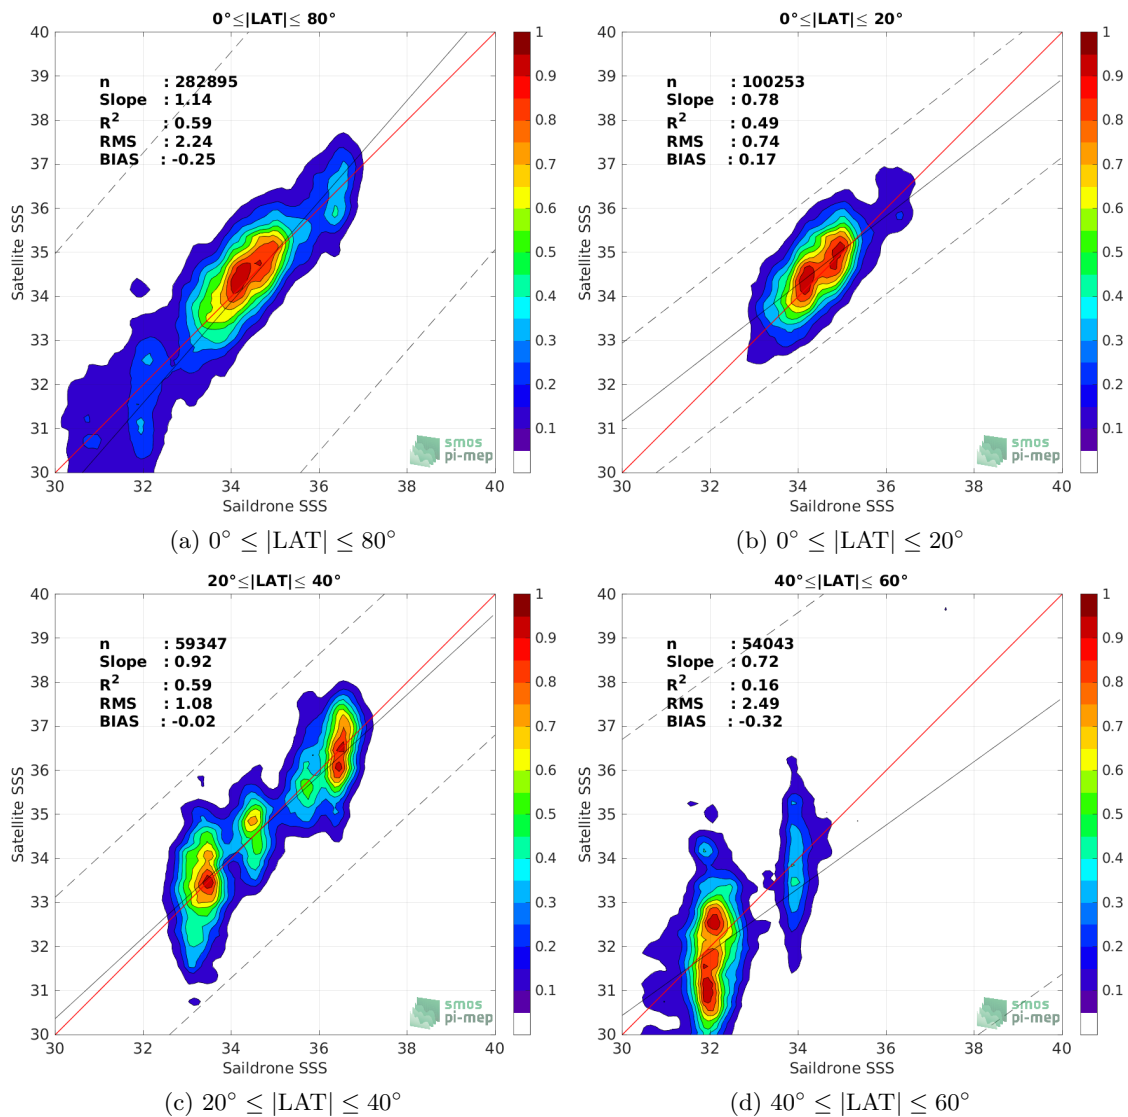 0°≤|LAT|≤ 80°
n : 282895
Slope : 1.14
R2 : 0.59
RMS : 2.24
BIAS : -0.25
Satellite SSS
40
39
38
37
36
35
34
33
32
31
30
30 32 34 36 38 40
Saildrone SSS
1
0.9
0.8
0.7
0.6
0.5
0.4
0.3
0.2
0.1
smos
pi-mep
(a) 0° ≤ |LAT| ≤ 80°
0°≤|LAT|≤ 20°
n : 100253
Slope : 0.78
R2 : 0.49
RMS : 0.74
BIAS : 0.17
Satellite SSS
40
39
38
37
36
35
34
33
32
31
30
30 32 34 36 38 40
Saildrone SSS
1
0.9
0.8
0.7
0.6
0.5
0.4
0.3
0.2
0.1
smos
pi-mep
(b) 0° ≤ |LAT| ≤ 20°
20°≤|LAT|≤ 40°
n : 59347
Slope : 0.92
R2 : 0.59
RMS : 1.08
BIAS : -0.02
Satellite SSS
40
39
38
37
36
35
34
33
32
31
30
30 32 34 36 38 40
Saildrone SSS
1
0.9
0.8
0.7
0.6
0.5
0.4
0.3
0.2
0.1
smos
pi-mep
(c) 20° ≤ |LAT| ≤ 40°
40°≤|LAT|≤ 60°
n : 54043
Slope : 0.72
R2 : 0.16
RMS : 2.49
BIAS : -0.32
Satellite SSS
40
39
38
37
36
35
34
33
32
31
30
30 32 34 36 38 40
Saildrone SSS
1
0.9
0.8
0.7
0.6
0.5
0.4
0.3
0.2
0.1
smos
pi-mep
(d) 40° ≤ |LAT| ≤ 60°